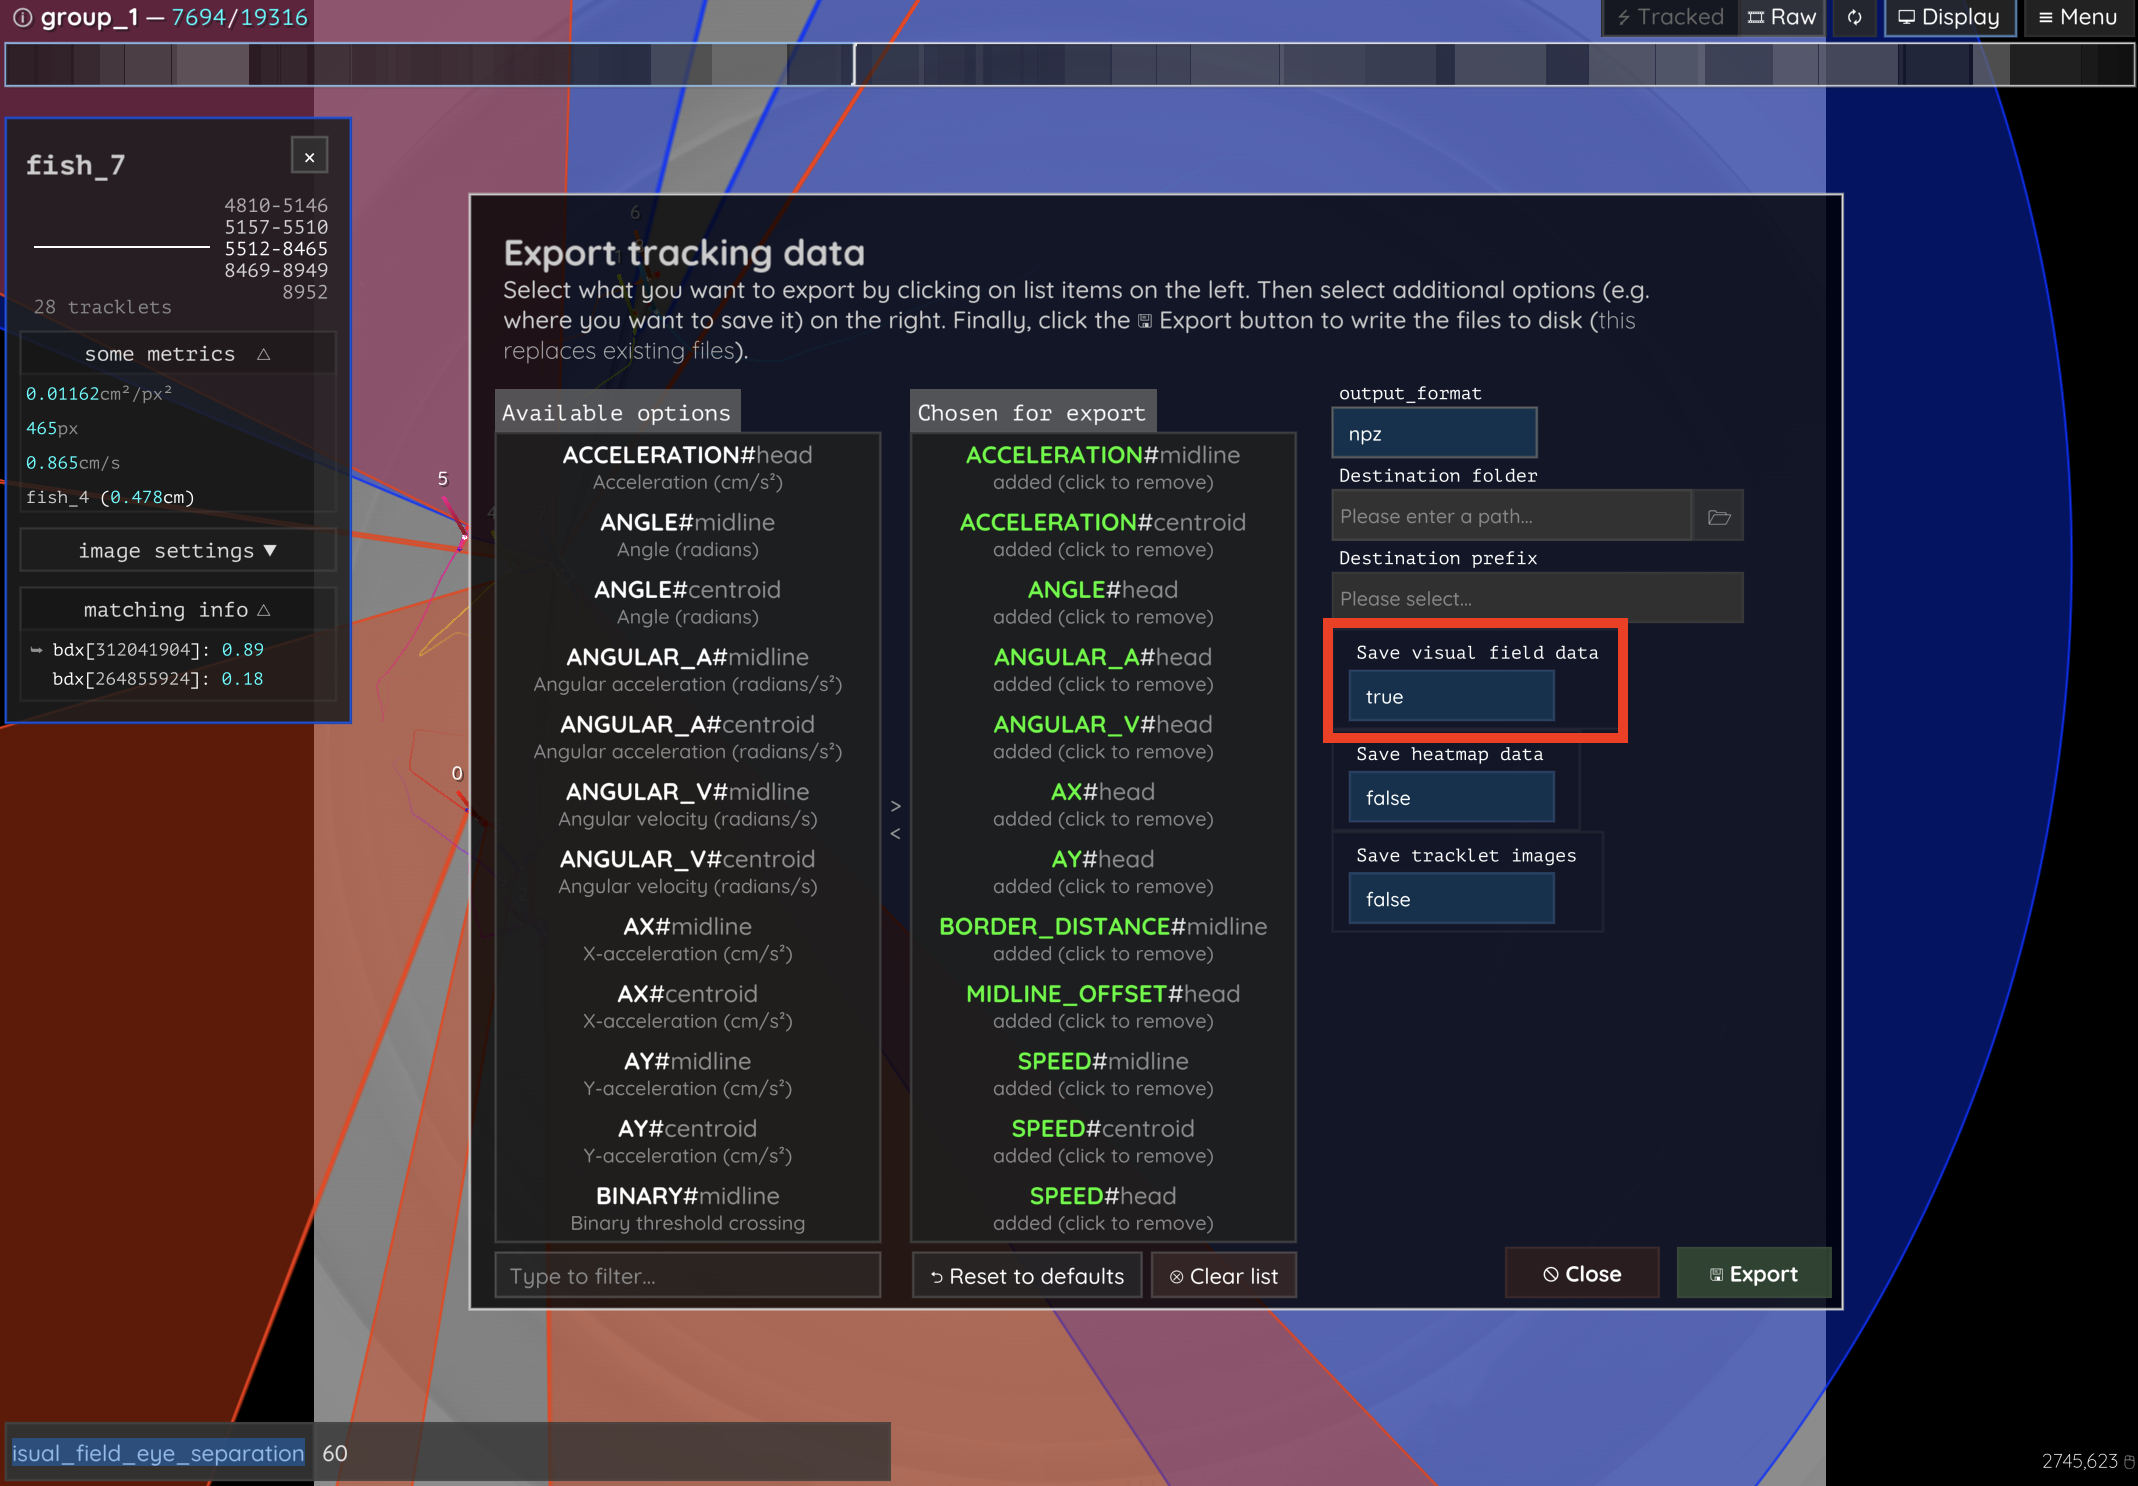 ⓘ group_1 — 7694/19316
⚡ Tracked
Raw
Display
≡ Menu
fish_7
×
4810-5146
5157-5510
5512-8465
8469-8949
8952
28 tracklets
some metrics △
0.01162cm²/px²
465px
0.865cm/s
fish_4 (0.478cm)
image settings ▼
matching info △
bdx[312041904]: 0.89
bdx[264855924]: 0.18
6
5
4
0
Export tracking data
Select what you want to export by clicking on list items on the left. Then select additional options (e.g.
where you want to save it) on the right. Finally, click the Export button to write the files to disk (this
replaces existing files).
Available options
ACCELERATION#head
Acceleration (cm/s²)
ANGLE#midline
Angle (radians)
ANGLE#centroid
Angle (radians)
ANGULAR_A#midline
Angular acceleration (radians/s²)
ANGULAR_A#centroid
Angular acceleration (radians/s²)
ANGULAR_V#midline
Angular velocity (radians/s)
ANGULAR_V#centroid
Angular velocity (radians/s)
AX#midline
X-acceleration (cm/s²)
AX#centroid
X-acceleration (cm/s²)
AY#midline
Y-acceleration (cm/s²)
AY#centroid
Y-acceleration (cm/s²)
BINARY#midline
Binary threshold crossing
Type to filter...
>
<
Chosen for export
ACCELERATION#midline
added (click to remove)
ACCELERATION#centroid
added (click to remove)
ANGLE#head
added (click to remove)
ANGULAR_A#head
added (click to remove)
ANGULAR_V#head
added (click to remove)
AX#head
added (click to remove)
AY#head
added (click to remove)
BORDER_DISTANCE#midline
added (click to remove)
MIDLINE_OFFSET#head
added (click to remove)
SPEED#midline
added (click to remove)
SPEED#centroid
added (click to remove)
SPEED#head
added (click to remove)
Reset to defaults
Clear list
output_format
npz
Destination folder
Please enter a path...
Destination prefix
Please select...
Save visual field data
true
Save heatmap data
false
Save tracklet images
false
Close
Export
isual_field_eye_separation 60
2745,623